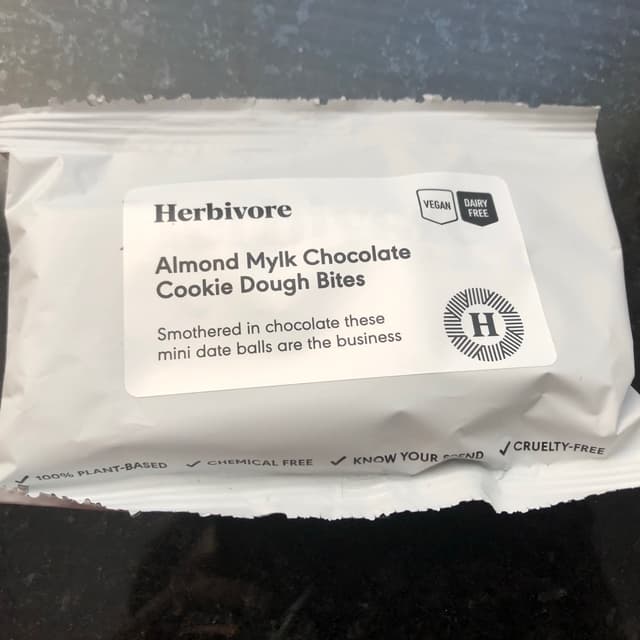 Herbivore
VEGAN
DAIRY
FREE
Almond Mylk Chocolate
Cookie Dough Bites
Smothered in chocolate these
mini date balls are the business
H
✓ 100% PLANT-BASED ✓ CHEMICAL FREE ✓ KNOW YOUR ✓ CRUELTY-FREE